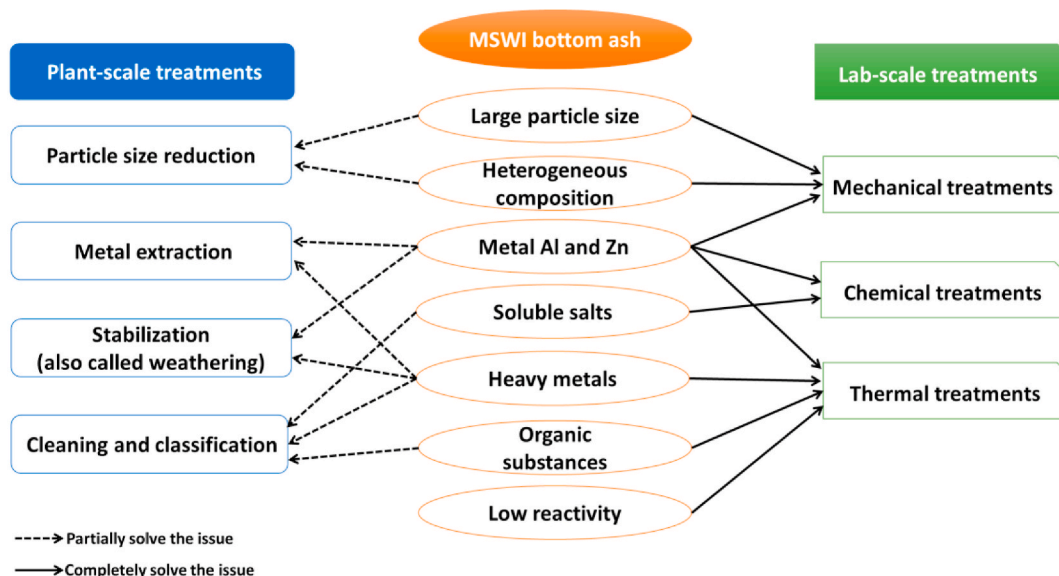 MSWI bottom ash
Plant-scale treatments
Lab-scale treatments
Large particle size
Particle size reduction
Heterogeneous
composition
Mechanical treatments
Metal extraction
Metal Al and Zn
Chemical treatments
Soluble salts
Stabilization
(also called weathering)
Heavy metals
Thermal treatments
Cleaning and classification
Organic
substances
Low reactivity
Partially solve the issue
Completely solve the issue